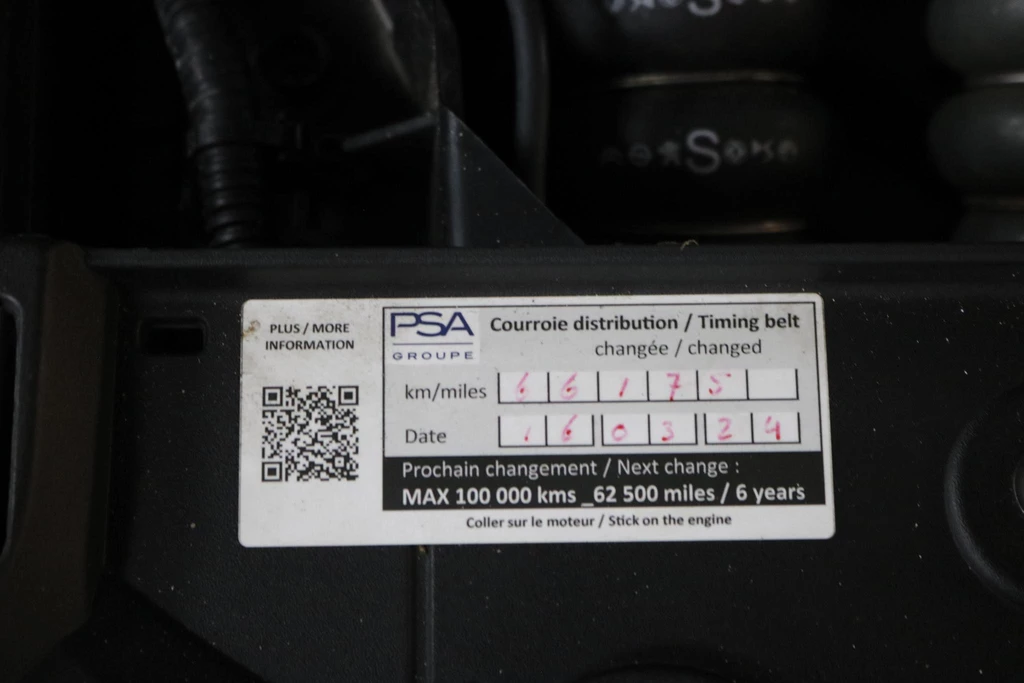 PLUS / MORE
INFORMATION
PSA
GROUPE
Courroie distribution / Timing belt
changée / changed
km/miles 6 6 1 7 5
Date 1 6 0 3 2 4
Prochain changement / Next change :
MAX 100 000 kms _62 500 miles / 6 years
Coller sur le moteur / Stick on the engine